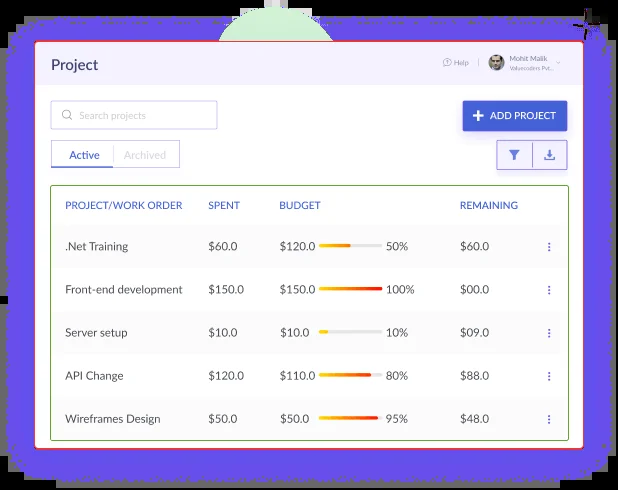 Project
Help
Mohit Malik
Valuecoders Pvt...
Search projects
ADD PROJECT
Active Archived
PROJECT/WORK ORDER SPENT BUDGET REMAINING
.Net Training $60.0 $120.0 50% $60.0
Front-end development $150.0 $150.0 100% $00.0
Server setup $10.0 $10.0 10% $09.0
API Change $120.0 $110.0 80% $88.0
Wireframes Design $50.0 $50.0 95% $48.0